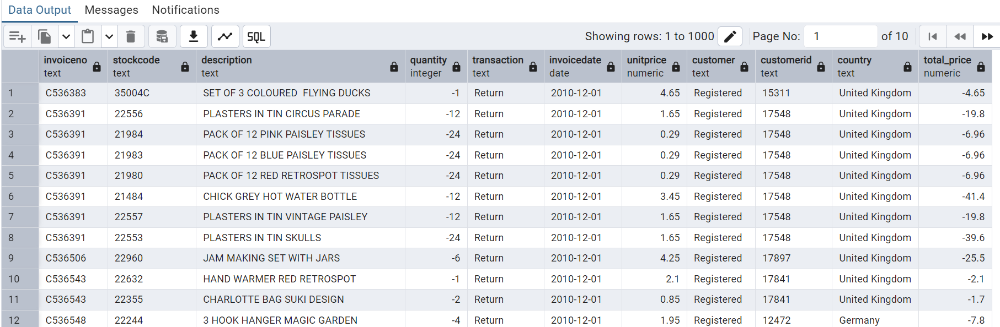 Data Output Messages Notifications
SQL Showing rows: 1 to 1000 Page No: 1 of 10
invoiceno stockcode description quantity transaction invoicedate unitprice customer customerid country total_price
text text text integer text date numeric text text text numeric
1 C536383 35004C SET OF 3 COLOURED  FLYING DUCKS -1 Return 2010-12-01 4.65 Registered 15311 United Kingdom -4.65
2 C536391 22556 PLASTERS IN TIN CIRCUS PARADE -12 Return 2010-12-01 1.65 Registered 17548 United Kingdom -19.8
3 C536391 21984 PACK OF 12 PINK PAISLEY TISSUES -24 Return 2010-12-01 0.29 Registered 17548 United Kingdom -6.96
4 C536391 21983 PACK OF 12 BLUE PAISLEY TISSUES -24 Return 2010-12-01 0.29 Registered 17548 United Kingdom -6.96
5 C536391 21980 PACK OF 12 RED RETROSPOT TISSUES -24 Return 2010-12-01 0.29 Registered 17548 United Kingdom -6.96
6 C536391 21484 CHICK GREY HOT WATER BOTTLE -12 Return 2010-12-01 3.45 Registered 17548 United Kingdom -41.4
7 C536391 22557 PLASTERS IN TIN VINTAGE PAISLEY -12 Return 2010-12-01 1.65 Registered 17548 United Kingdom -19.8
8 C536391 22553 PLASTERS IN TIN SKULLS -24 Return 2010-12-01 1.65 Registered 17548 United Kingdom -39.6
9 C536506 22960 JAM MAKING SET WITH JARS -6 Return 2010-12-01 4.25 Registered 17897 United Kingdom -25.5
10 C536543 22632 HAND WARMER RED RETROSPOT -1 Return 2010-12-01 2.1 Registered 17841 United Kingdom -2.1
11 C536543 22355 CHARLOTTE BAG SUKI DESIGN -2 Return 2010-12-01 0.85 Registered 17841 United Kingdom -1.7
12 C536548 22244 3 HOOK HANGER MAGIC GARDEN -4 Return 2010-12-01 1.95 Registered 12472 Germany -7.8